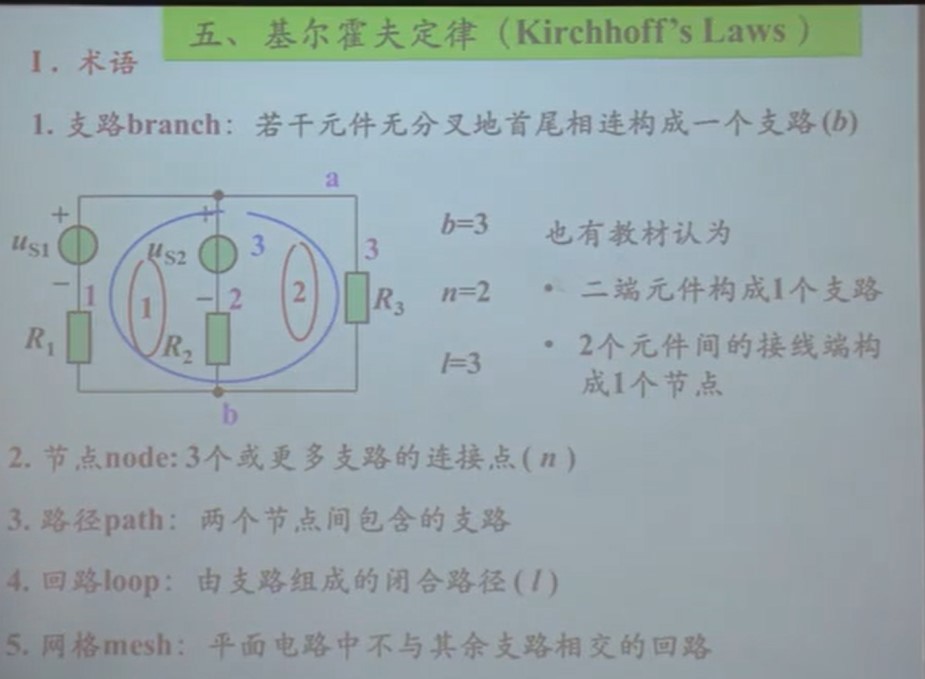 五、基尔霍夫定律（Kirchhoff's Laws）
I. 术语
1. 支路branch：若干元件无分叉地首尾相连构成一个支路(b)
a
+
+
uS1
uS2
3
3
−
1
1
−
2
2
R1
R2
R3
b
b=3
n=2
l=3
也有教材认为
• 二端元件构成1个支路
• 2个元件间的接线端构
成1个节点
2. 节点node: 3个或更多支路的连接点( n )
3. 路径path：两个节点间包含的支路
4. 回路loop：由支路组成的闭合路径( l )
5. 网格mesh：平面电路中不与其余支路相交的回路